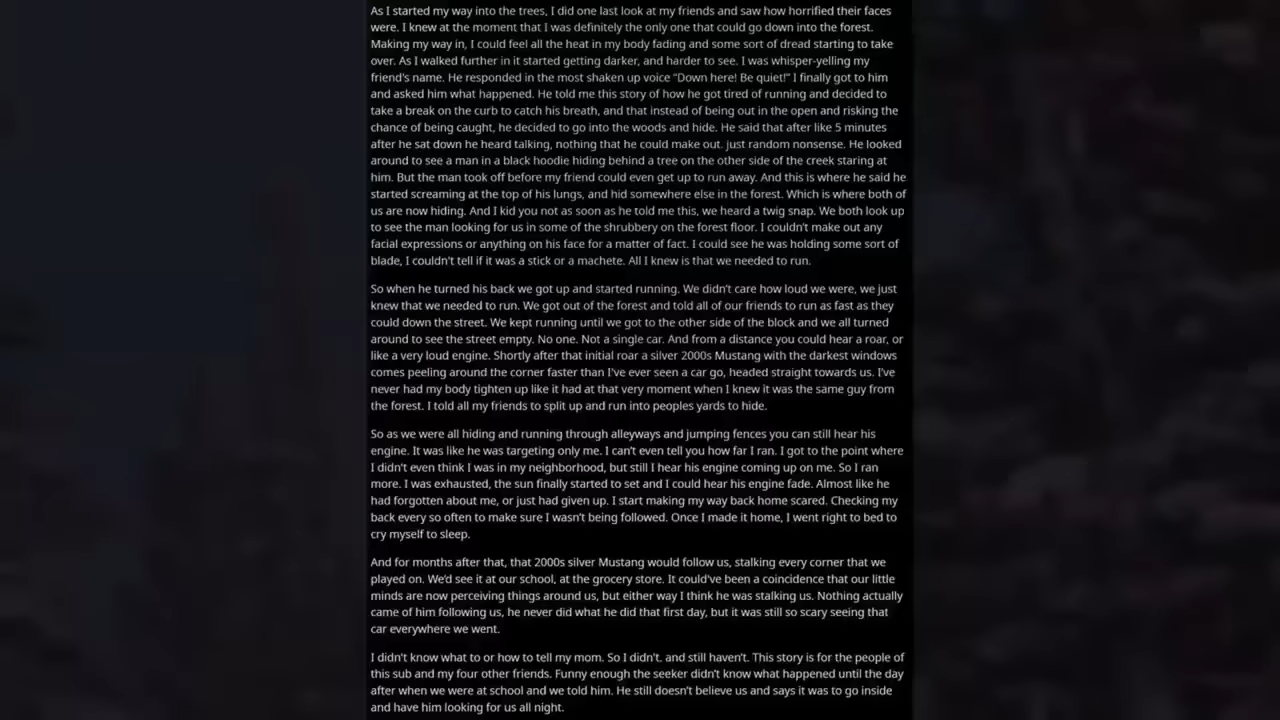 As I started my way into the trees, I did one last look at my friends and saw how horrified their faces
were. I knew at the moment that I was definitely the only one that could go down into the forest.
Making my way in, I could feel all the heat in my body fading and some sort of dread starting to take
over. As I walked further in it started getting darker, and harder to see. I was whisper-yelling my
friend's name. He responded in the most shaken up voice “Down here! Be quiet!” I finally got to him
and asked him what happened. He told me this story of how he got tired of running and decided to
take a break on the curb to catch his breath, and that instead of being out in the open and risking the
chance of being caught, he decided to go into the woods and hide. He said that after like 5 minutes
after he sat down he heard talking, nothing that he could make out. just random nonsense. He looked
around to see a man in a black hoodie hiding behind a tree on the other side of the creek staring at
him. But the man took off before my friend could even get up to run away. And this is where he said he
started screaming at the top of his lungs, and hid somewhere else in the forest. Which is where both of
us are now hiding. And I kid you not as soon as he told me this, we heard a twig snap. We both look up
to see the man looking for us in some of the shrubbery on the forest floor. I couldn't make out any
facial expressions or anything on his face for a matter of fact. I could see he was holding some sort of
blade, I couldn't tell if it was a stick or a machete. All I knew is that we needed to run.
So when he turned his back we got up and started running. We didn't care how loud we were, we just
knew that we needed to run. We got out of the forest and told all of our friends to run as fast as they
could down the street. We kept running until we got to the other side of the block and we all turned
around to see the street empty. No one. Not a single car. And from a distance you could hear a roar, or
like a very loud engine. Shortly after that initial roar a silver 2000s Mustang with the darkest windows
comes peeling around the corner faster than I've ever seen a car go, headed straight towards us. I've
never had my body tighten up like it had at that very moment when I knew it was the same guy from
the forest. I told all my friends to split up and run into peoples yards to hide.
So as we were all hiding and running through alleyways and jumping fences you can still hear his
engine. It was like he was targeting only me. I can't even tell you how far I ran. I got to the point where
I didn't even think I was in my neighborhood, but still I hear his engine coming up on me. So I ran
more. I was exhausted, the sun finally started to set and I could hear his engine fade. Almost like he
had forgotten about me, or just had given up. I start making my way back home scared. Checking my
back every so often to make sure I wasn't being followed. Once I made it home, I went right to bed to
cry myself to sleep.
And for months after that, that 2000s silver Mustang would follow us, stalking every corner that we
played on. We'd see it at our school, at the grocery store. It could've been a coincidence that our little
minds are now perceiving things around us, but either way I think he was stalking us. Nothing actually
came of him following us, he never did what he did that first day, but it was still so scary seeing that
car everywhere we went.
I didn't know what to or how to tell my mom. So I didn't. and still haven't. This story is for the people of
this sub and my four other friends. Funny enough the seeker didn't know what happened until the day
after when we were at school and we told him. He still doesn't believe us and says it was to go inside
and have him looking for us all night.